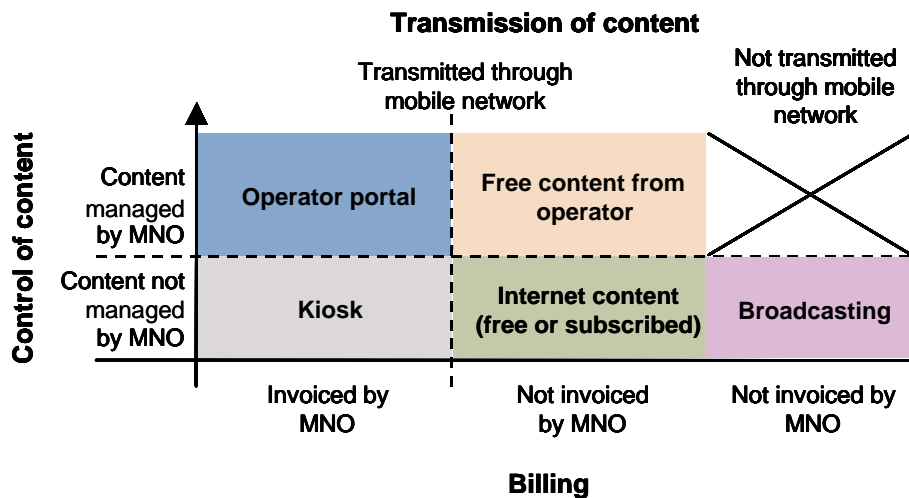 Transmission of content
Transmitted through
mobile network
Not transmitted
through mobile
network
Control of content
Content
managed
by MNO
Operator portal
Free content from
operator
Content not
managed
by MNO
Kiosk
Internet content
(free or subscribed)
Broadcasting
Invoiced by
MNO
Not invoiced
by MNO
Not invoiced by
MNO
Billing